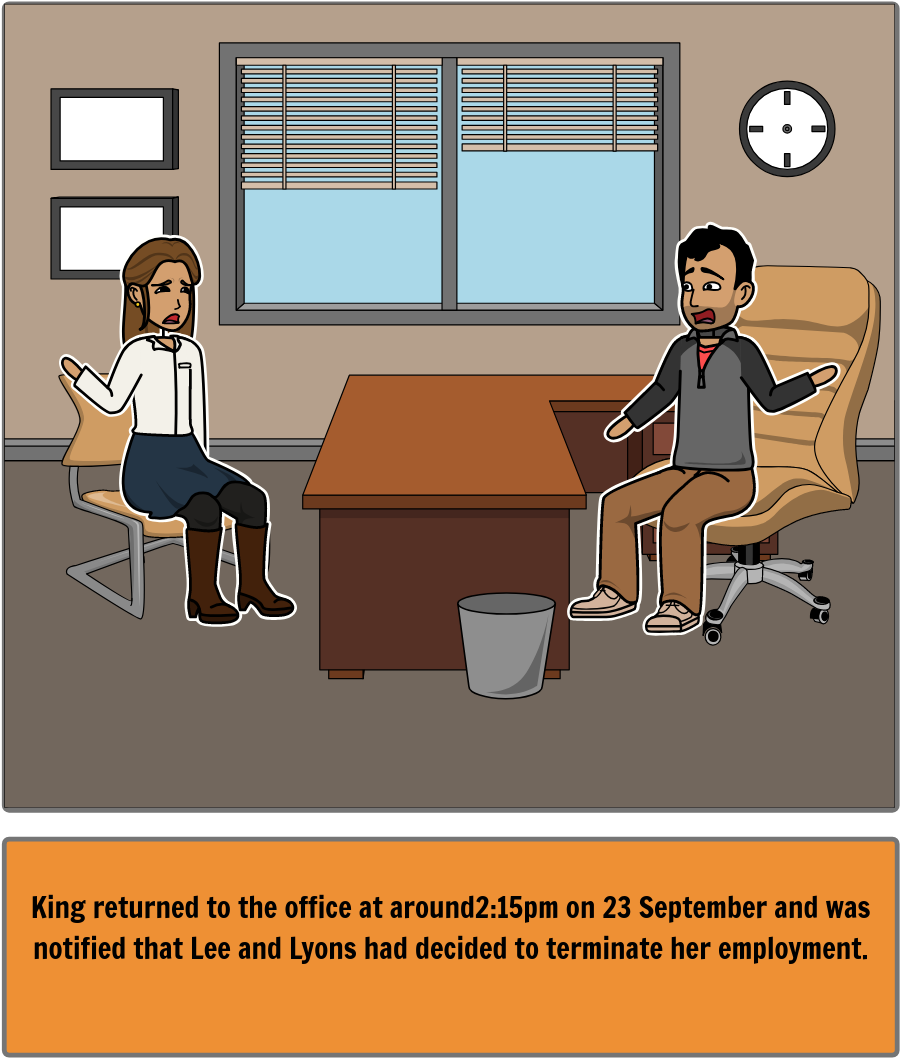 King returned to the office at around2:15pm on 23 September and was
notified that Lee and Lyons had decided to terminate her employment.